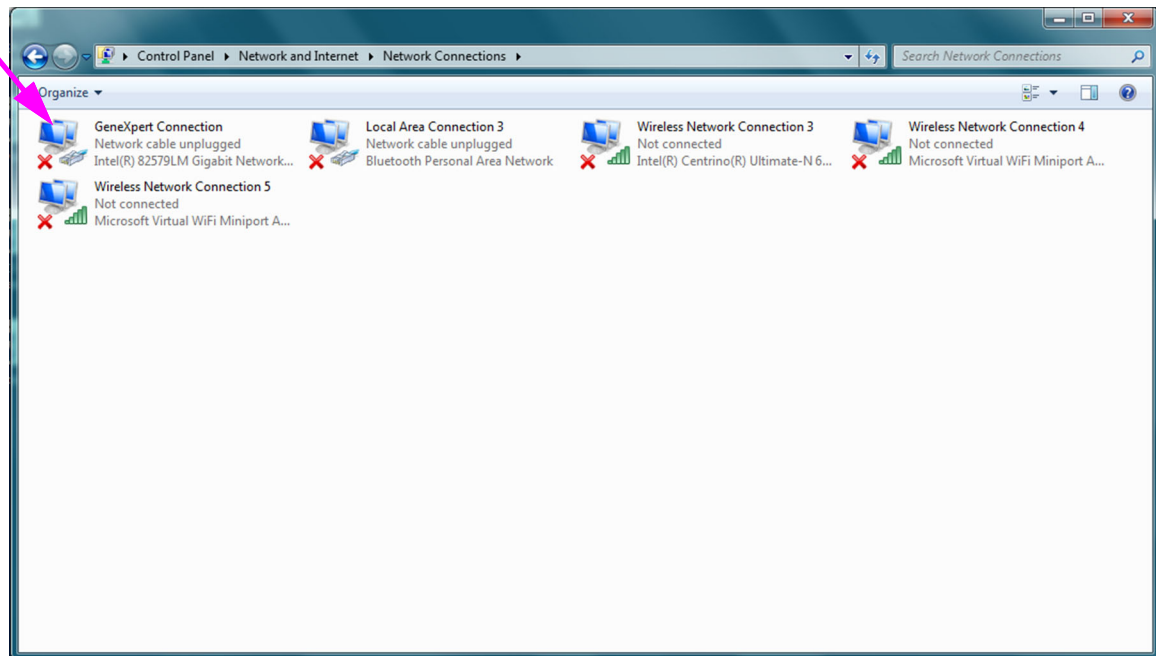 Control Panel ▸ Network and Internet ▸ Network Connections ▸
Search Network Connections
Organize
GeneXpert Connection
Network cable unplugged
Intel(R) 82579LM Gigabit Network...
Local Area Connection 3
Network cable unplugged
Bluetooth Personal Area Network
Wireless Network Connection 3
Not connected
Intel(R) Centrino(R) Ultimate-N 6...
Wireless Network Connection 4
Not connected
Microsoft Virtual WiFi Miniport A...
Wireless Network Connection 5
Not connected
Microsoft Virtual WiFi Miniport A...